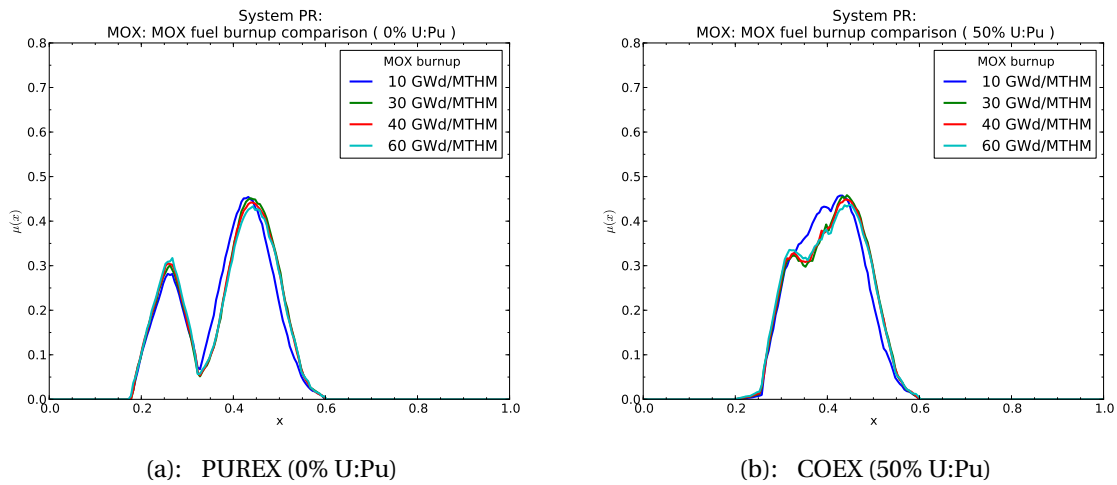 System PR:
MOX: MOX fuel burnup comparison ( 0% U:Pu )
0.8
0.7
0.6
0.5
0.4
0.3
0.2
0.1
0.0
μ(x)
MOX burnup
10 GWd/MTHM
30 GWd/MTHM
40 GWd/MTHM
60 GWd/MTHM
0.0 0.2 0.4 0.6 0.8 1.0
x
(a): PUREX (0% U:Pu)
System PR:
MOX: MOX fuel burnup comparison ( 50% U:Pu )
0.8
0.7
0.6
0.5
0.4
0.3
0.2
0.1
0.0
μ(x)
MOX burnup
10 GWd/MTHM
30 GWd/MTHM
40 GWd/MTHM
60 GWd/MTHM
0.0 0.2 0.4 0.6 0.8 1.0
x
(b): COEX (50% U:Pu)